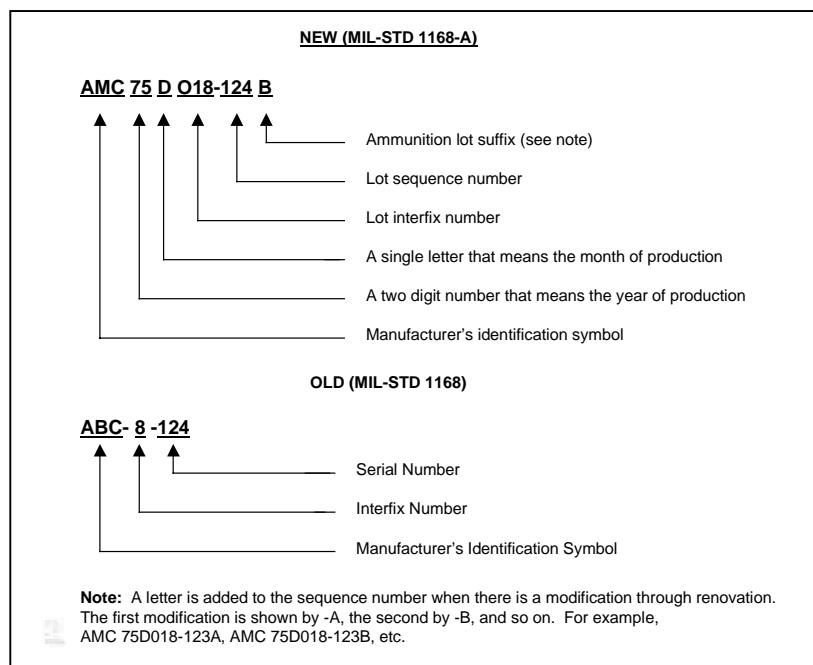 NEW (MIL-STD 1168-A)
AMC 75 D O18-124 B
Ammunition lot suffix (see note)
Lot sequence number
Lot interfix number
A single letter that means the month of production
A two digit number that means the year of production
Manufacturer’s identification symbol
OLD (MIL-STD 1168)
ABC- 8 -124
Serial Number
Interfix Number
Manufacturer’s Identification Symbol
Note: A letter is added to the sequence number when there is a modification through renovation.
The first modification is shown by -A, the second by -B, and so on. For example,
AMC 75D018-123A, AMC 75D018-123B, etc.